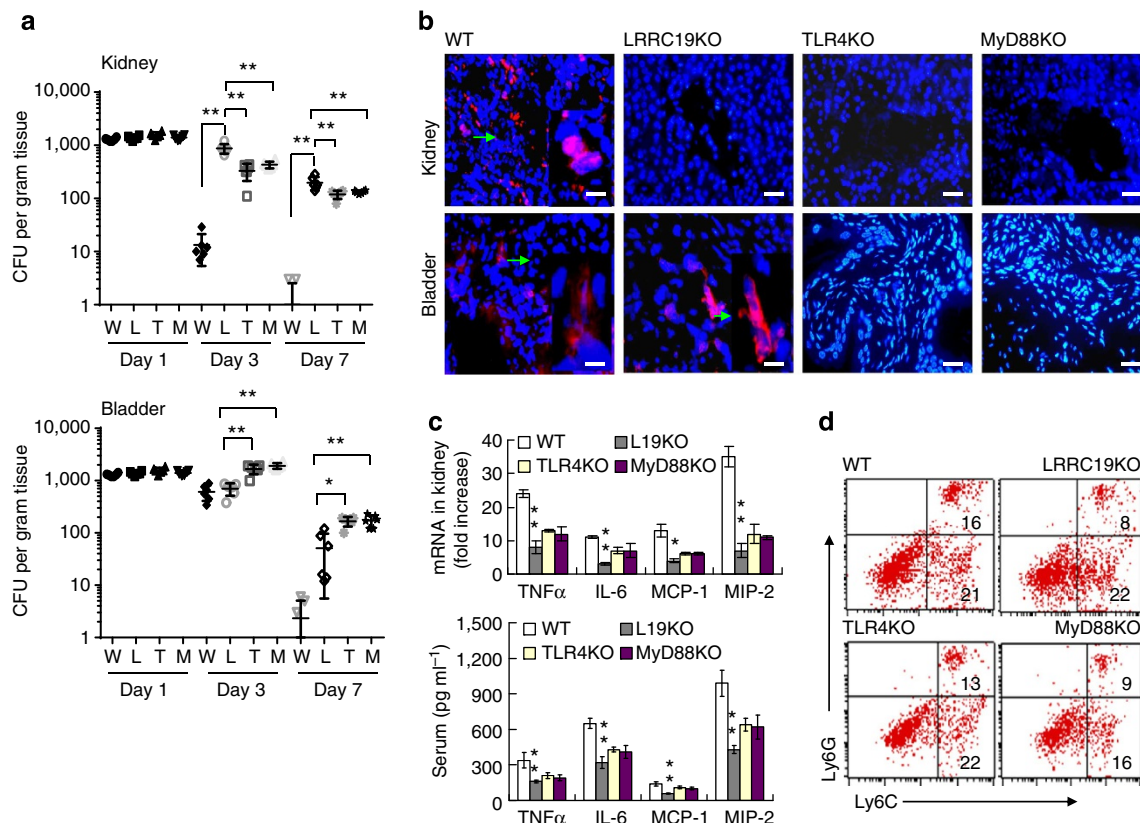 a
Kidney
CFU per gram tissue
10,000
1,000
100
10
1
** ** **
** ** **
W L T M W L T M W L T M
Day 1 Day 3 Day 7
Bladder
CFU per gram tissue
10,000
1,000
100
10
1
** **
* **
W L T M W L T M W L T M
Day 1 Day 3 Day 7
b
WT LRRC19KO TLR4KO MyD88KO
Kidney
Bladder
c
mRNA in kidney
(fold increase)
40
30
20
10
0
WT L19KO
TLR4KO MyD88KO
** ** * **
TNFα IL-6 MCP-1 MIP-2
Serum (pg ml⁻¹)
1,500
1,200
900
600
300
0
WT L19KO
TLR4KO MyD88KO
** ** ** **
TNFα IL-6 MCP-1 MIP-2
d
WT LRRC19KO
16 8
21 22
TLR4KO MyD88KO
13 9
22 16
Ly6G
Ly6C